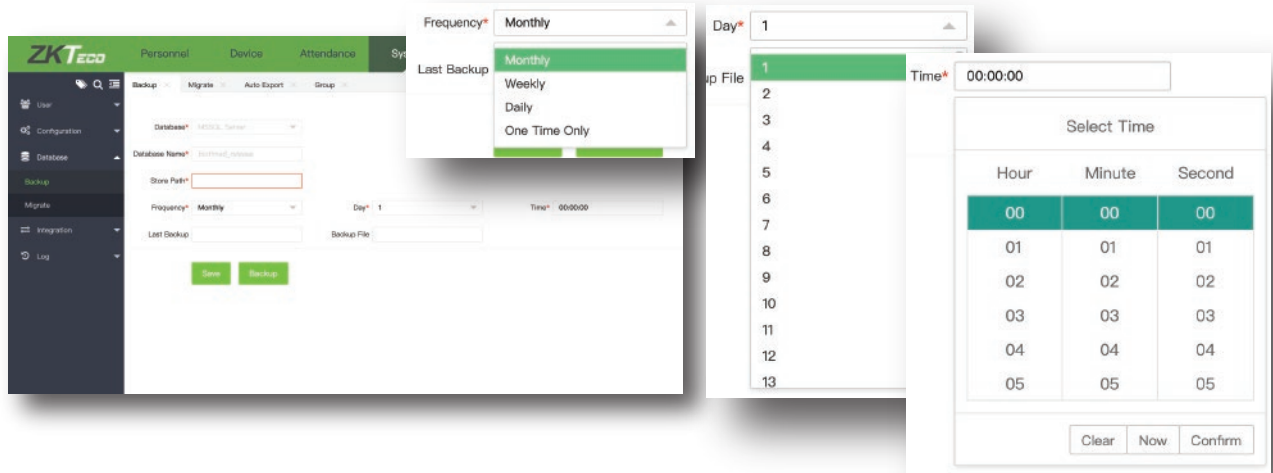 ZKTECO
Personnel Device Attendance Sys
Backup Migrate Auto Export Group
User
Configuration
Database
Backup
Migrate
Integration
Log
Database* MSSQL Server
Database Name*
Store Path*
Frequency* Monthly Day* 1 Time* 00:00:00
Last Backup Backup File
Save Backup
Frequency* Monthly
Last Backup
Monthly
Weekly
Daily
One Time Only
Day* 1
up File
1
2
3
4
5
6
7
8
9
10
11
12
13
Time* 00:00:00
Select Time
Hour Minute Second
00 00 00
01 01 01
02 02 02
03 03 03
04 04 04
05 05 05
Clear Now Confirm